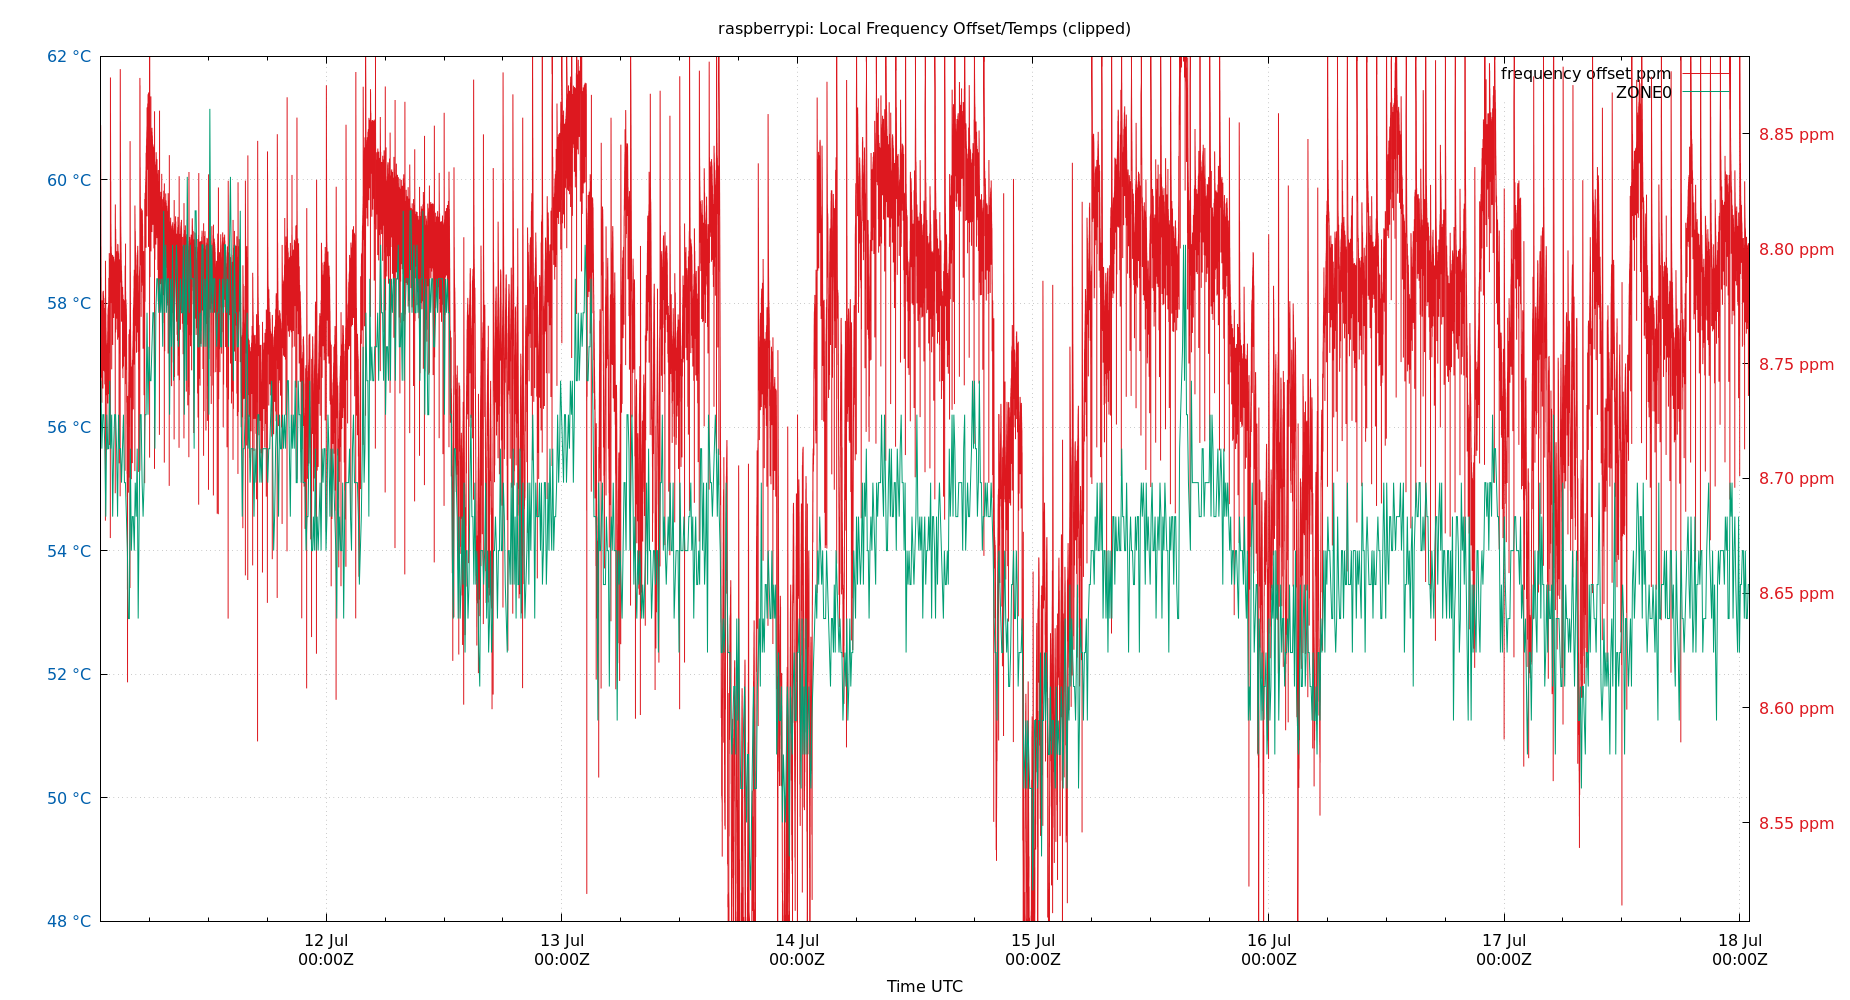 raspberrypi: Local Frequency Offset/Temps (clipped)
62 °C
60 °C
58 °C
56 °C
54 °C
52 °C
50 °C
48 °C
frequency offset ppm
ZONE0
8.85 ppm
8.80 ppm
8.75 ppm
8.70 ppm
8.65 ppm
8.60 ppm
8.55 ppm
12 Jul
00:00Z
13 Jul
00:00Z
14 Jul
00:00Z
15 Jul
00:00Z
16 Jul
00:00Z
17 Jul
00:00Z
18 Jul
00:00Z
Time UTC